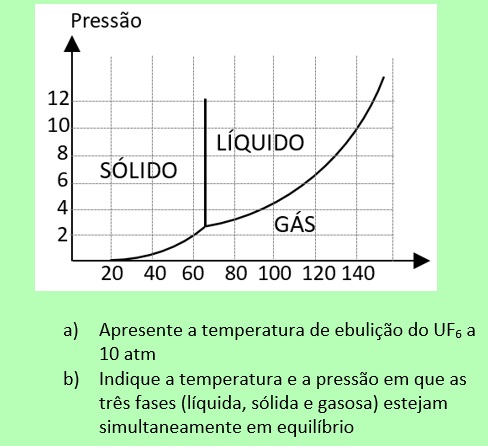 Pressão
12
10
8
6
4
2
LÍQUIDO
SÓLIDO
GÁS
20 40 60 80 100 120 140
a) Apresente a temperatura de ebulição do UF₆ a
10 atm
b) Indique a temperatura e a pressão em que as
três fases (líquida, sólida e gasosa) estejam
simultaneamente em equilíbrio